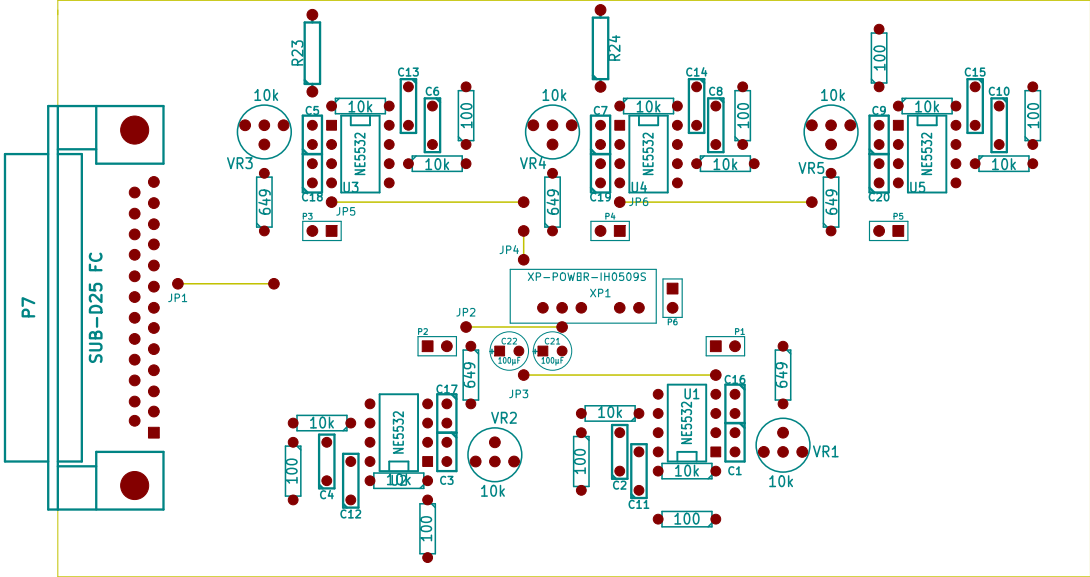 R23
R24
100
10k
C5
10k
C13
C6
100
NE5532
10k
VR3
U3
C18
649
P3
JP5
10k
C7
10k
C14
C8
100
NE5532
10k
VR4
U4
C19
649
P4
JP6
10k
C9
10k
C15
C10
100
NE5532
10k
VR5
U5
C20
649
P5
JP4
XP-POWBR-IH0509S
XP1
P6
P7
SUB-D25 FC
JP1
JP2
P2
C22
+
100µF
C21
+
100µF
P1
649
JP3
649
C17
10k
NE5532
VR2
100
C4
C12
U2
10k
C3
10k
100
C16
U1
NE5532
10k
VR1
100
C2
C11
10k
C1
10k
100